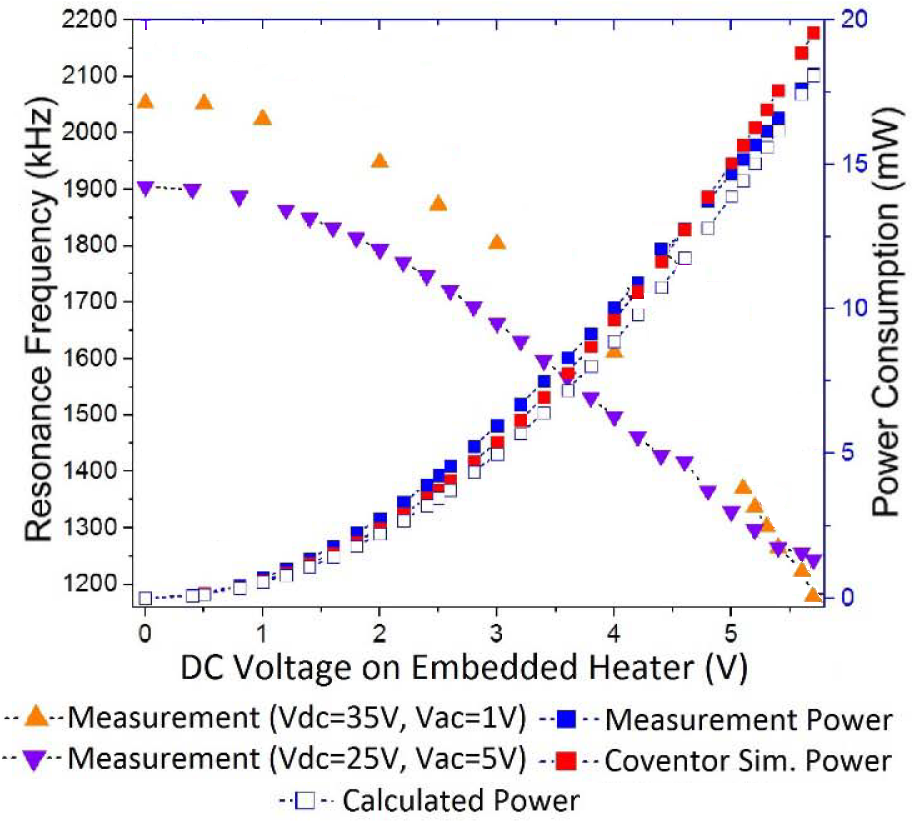 2200
2100
2000
1900
1800
1700
1600
1500
1400
1300
1200
Resonance Frequency (kHz)
20
15
10
5
0
Power Consumption (mW)
0 1 2 3 4 5
DC Voltage on Embedded Heater (V)
Measurement (Vdc=35V, Vac=1V) Measurement Power
Measurement (Vdc=25V, Vac=5V) Coventor Sim. Power
Calculated Power